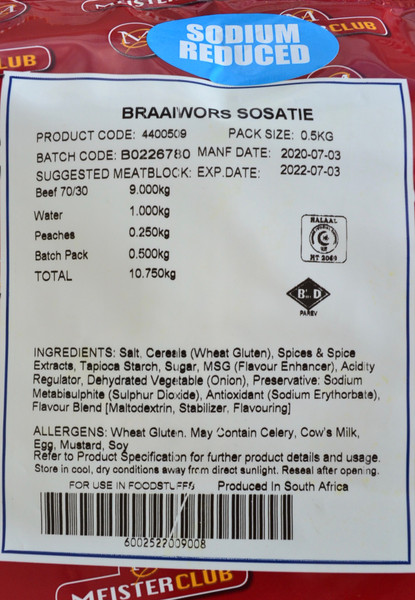 SODIUM
REDUCED
CLUB
LUB
BRAAIWORS SOSATIE
PRODUCT CODE: 4400509 PACK SIZE: 0.5KG
BATCH CODE: B0226780 MANF DATE: 2020-07-03
SUGGESTED MEATBLOCK: EXP.DATE: 2022-07-03
Beef 70/30 9.000kg
Water 1.000kg
Peaches 0.250kg
Batch Pack 0.500kg
TOTAL 10.750kg
HALAAL
PAREV
INGREDIENTS: Salt, Cereals (Wheat Gluten), Spices & Spice
Extracts, Tapioca Starch, Sugar, MSG (Flavour Enhancer), Acidity
Regulator, Dehydrated Vegetable (Onion), Preservative: Sodium
Metabisulphite (Sulphur Dioxide), Antioxidant (Sodium Erythorbate),
Flavour Blend [Maltodextrin, Stabilizer, Flavouring]
ALLERGENS: Wheat Gluten. May Contain Celery, Cow's Milk,
Egg, Mustard, Soy
Refer to Product Specification for further product details and usage.
Store in cool, dry conditions away from direct sunlight. Reseal after opening.
FOR USE IN FOODSTUFFS Produced In South Africa
6002522009008
MEISTERCLUB